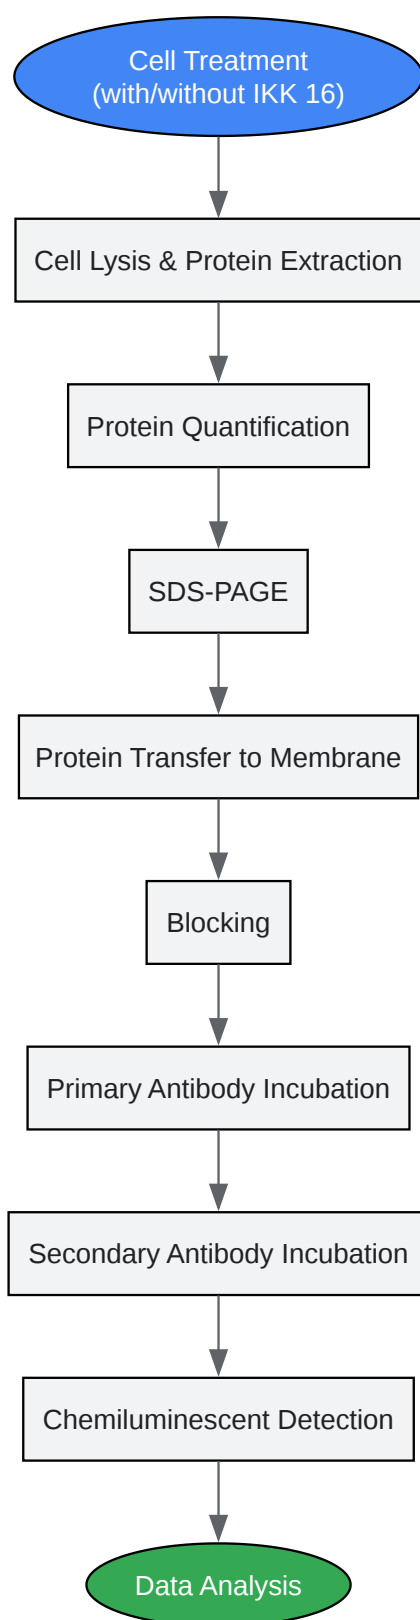 Cell Treatment
(with/without IKK 16)
Cell Lysis & Protein Extraction
Protein Quantification
SDS-PAGE
Protein Transfer to Membrane
Blocking
Primary Antibody Incubation
Secondary Antibody Incubation
Chemiluminescent Detection
Data Analysis